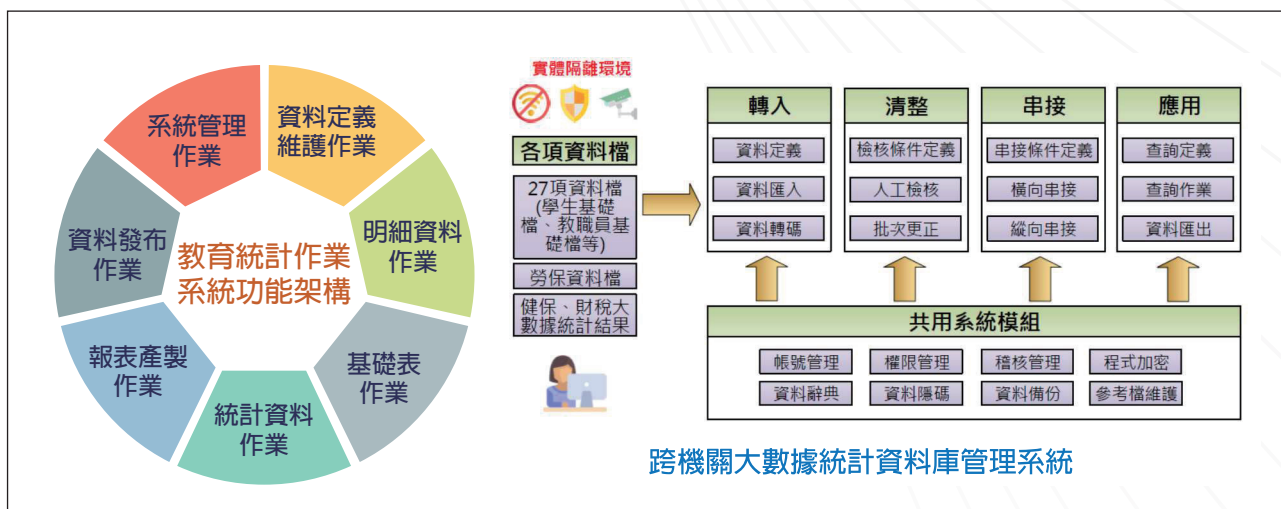 系統管理
作業
資料定義
維護作業
明細資料
作業
基礎表
作業
統計資料
作業
報表產製
作業
資料發布
作業
教育統計作業
系統功能架構
實體隔離環境
各項資料檔
27項資料檔
(學生基礎
檔、教職員基
礎檔等)
勞保資料檔
健保、財稅大
數據統計結果
轉入
資料定義
資料匯入
資料轉碼
清整
檢核條件定義
人工檢核
批次更正
串接
串接條件定義
橫向串接
縱向串接
應用
查詢定義
查詢作業
資料匯出
共用系統模組
帳號管理
權限管理
稽核管理
程式加密
資料辭典
資料隱碼
資料備份
參考檔維護
跨機關大數據統計資料庫管理系統